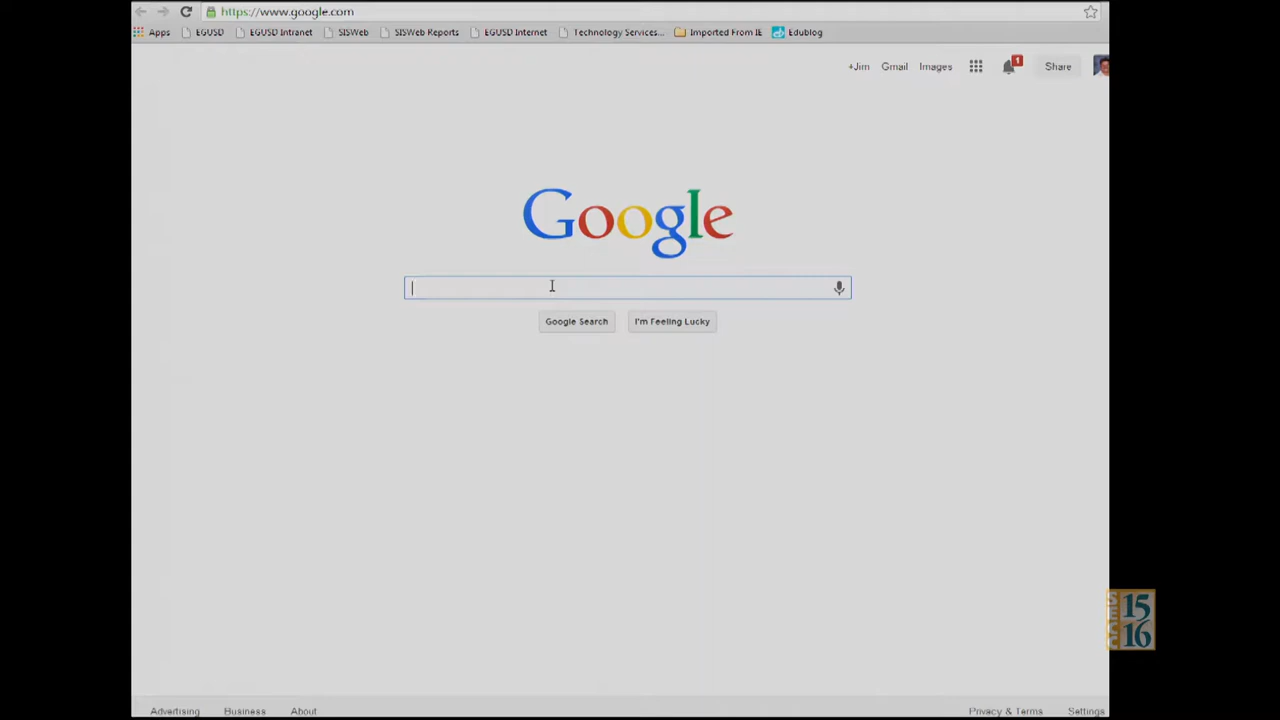 https://www.google.com
Apps EGUSD EGUSD Intranet SISWeb SISWeb Reports EGUSD Internet Technology Services... Imported From IE Edublog
+Jim Gmail Images 1 Share
Google
Google Search I'm Feeling Lucky
15
16
Advertising Business About Privacy & Terms Settings